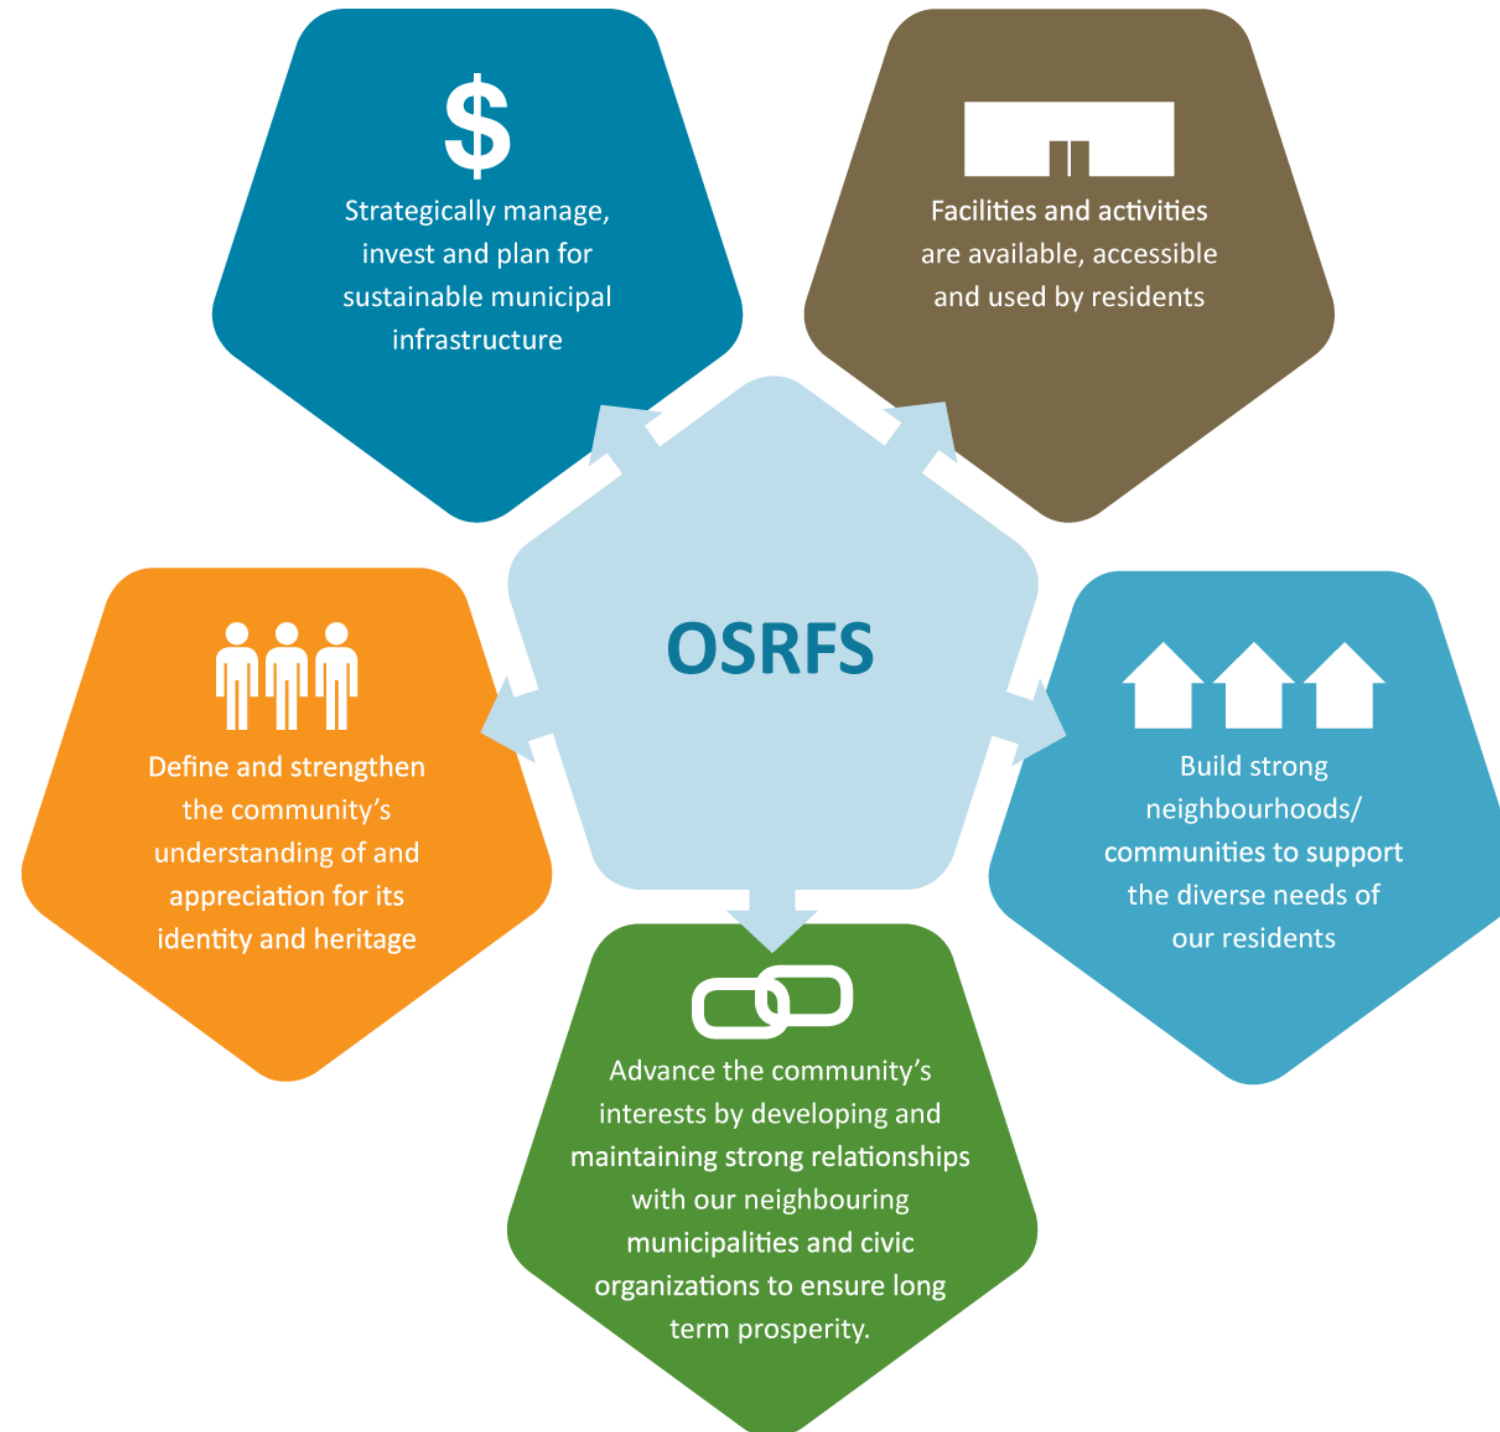 $
Strategically manage,
invest and plan for
sustainable municipal
infrastructure
Facilities and activities
are available, accessible
and used by residents
OSRFS
Define and strengthen
the community’s
understanding of and
appreciation for its
identity and heritage
Build strong
neighbourhoods/
communities to support
the diverse needs of
our residents
Advance the community’s
interests by developing and
maintaining strong relationships
with our neighbouring
municipalities and civic
organizations to ensure long
term prosperity.